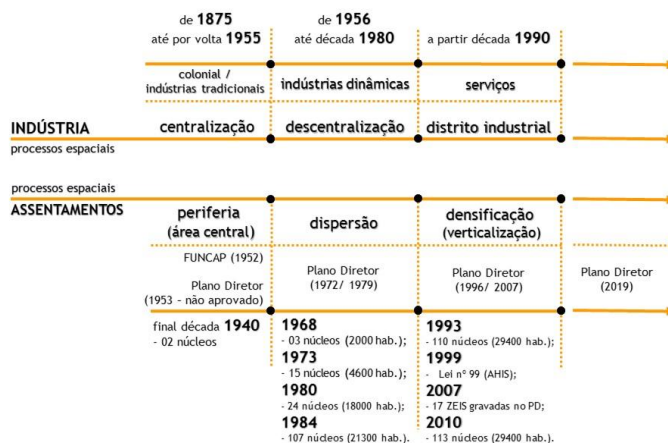 de 1875
até por volta 1955
de 1956
até década 1980
a partir década 1990
colonial /
indústrias tradicionais
indústrias dinâmicas
serviços
INDÚSTRIA
processos espaciais
centralização
descentralização
distrito industrial
processos espaciais
ASSENTAMENTOS
periferia
(área central)
dispersão
densificação
(verticalização)
FUNCAP (1952)
Plano Diretor
(1953 - não aprovado)
Plano Diretor
(1972/ 1979)
Plano Diretor
(1996/ 2007)
Plano Diretor
(2019)
final década 1940
- 02 núcleos
1968
- 03 núcleos (2000 hab.);
1973
- 15 núcleos (4600 hab.);
1980
- 24 núcleos (18000 hab.);
1984
- 107 núcleos (21300 hab.).
1993
- 110 núcleos (29400 hab.);
1999
- Lei nº 99 (AHIS);
2007
- 17 ZEIS gravadas no PD;
2010
- 113 núcleos (29400 hab.).